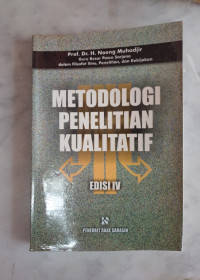 Prof. Dr. H. Noeng Muhadjir
Guru Besar Pasca Sarjana
dalam Filsafat Ilmu, Penelitian, dan Kebijakan
METODOLOGI
PENELITIAN
KUALITATIF
EDISI IV
PENERBIT RAKE SARASIN